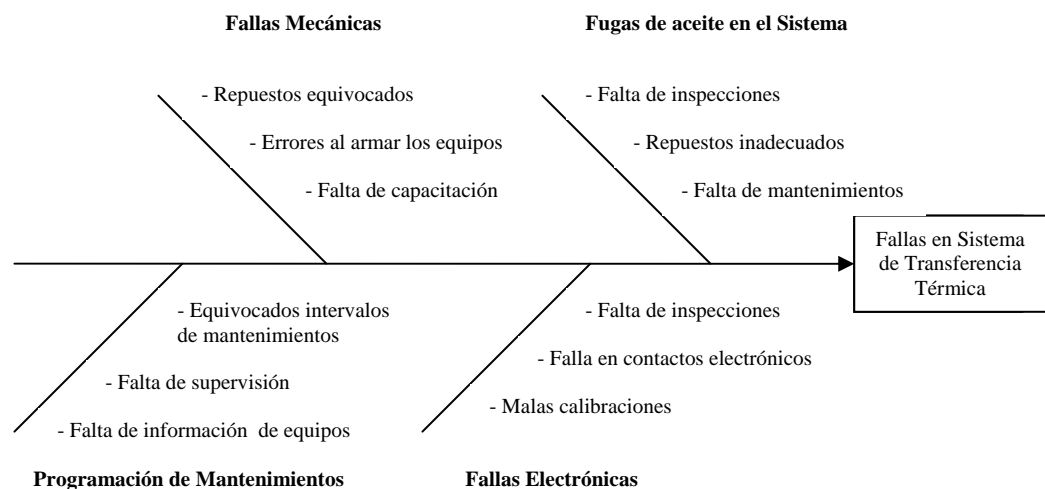 Fallas Mecánicas
Fugas de aceite en el Sistema
- Repuestos equivocados
- Errores al armar los equipos
- Falta de capacitación
- Falta de inspecciones
- Repuestos inadecuados
- Falta de mantenimientos
Fallas en Sistema
de Transferencia
Térmica
- Equivocados intervalos
de mantenimientos
- Falta de supervisión
- Falta de información de equipos
- Falta de inspecciones
- Falla en contactos electrónicos
- Malas calibraciones
Programación de Mantenimientos
Fallas Electrónicas